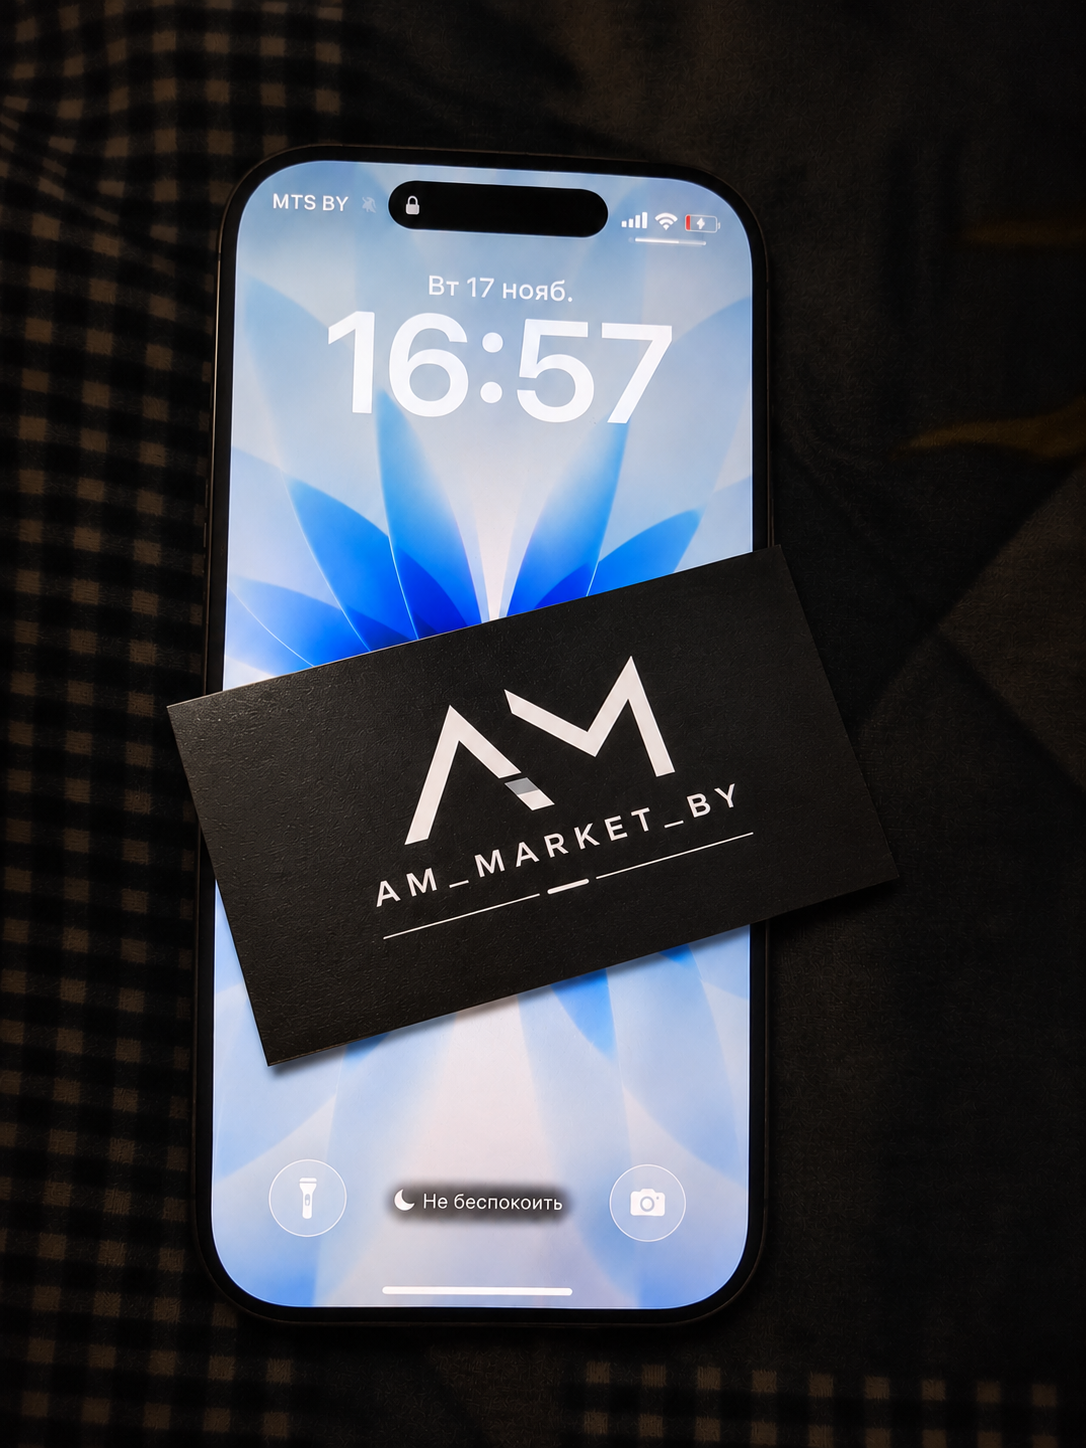 MTS BY
Вт 17 нояб.
16:57
AM
AM_MARKET_BY
Не беспокоить